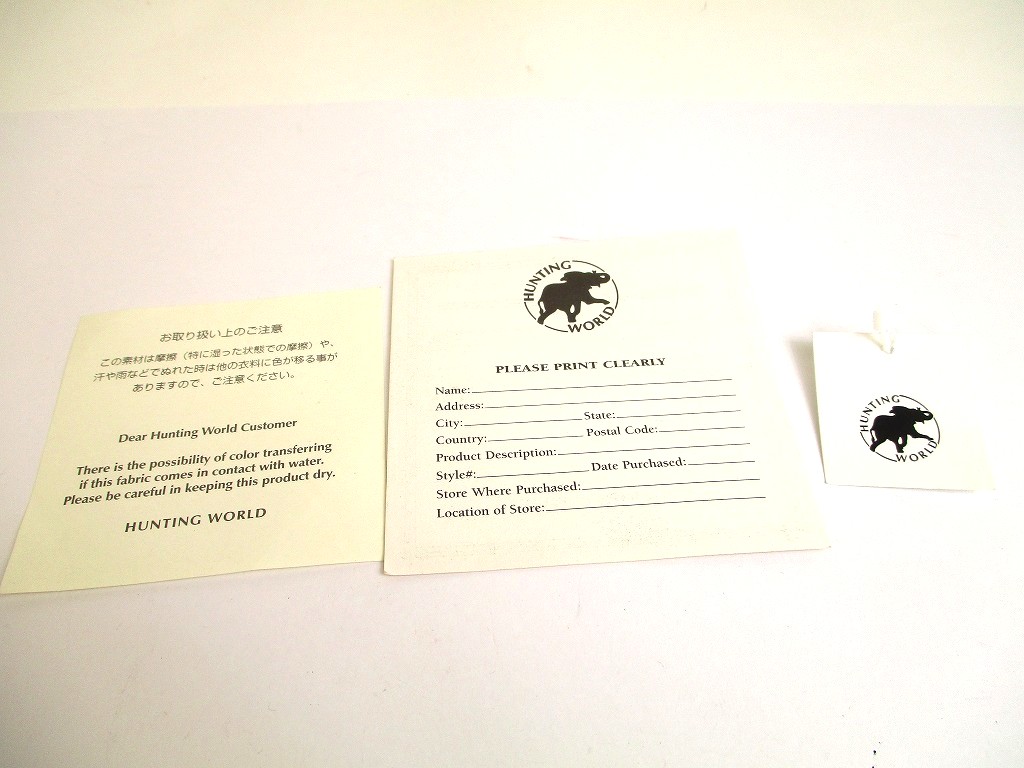 お取り扱い上のご注意
この素材は摩擦（特に湿った状態での摩擦）や、
汗や雨などでぬれた時は他の衣料に色が移る事が
ありますので、ご注意ください。
Dear Hunting World Customer
There is the possibility of color transferring
if this fabric comes in contact with water.
Please be careful in keeping this product dry.
HUNTING WORLD
HUNTING
WORLD
PLEASE PRINT CLEARLY
Name:
Address:
City: State:
Country: Postal Code:
Product Description:
Style#: Date Purchased:
Store Where Purchased:
Location of Store:
HUNTING
WORLD